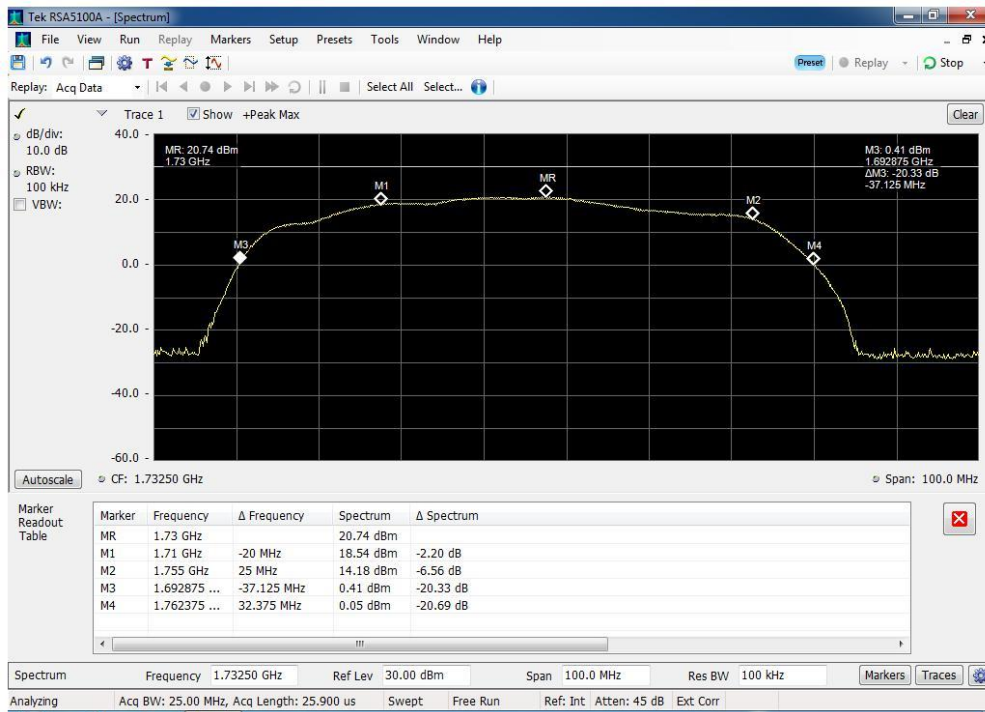 Tek RSA5100A - [Spectrum]
File View Run Replay Markers Setup Presets Tools Window Help
Preset Replay Stop
Replay: Acq Data Select All Select...
Trace 1 Show +Peak Max Clear
dB/div:
10.0 dB
RBW:
100 kHz
VBW:
40.0 -
20.0 -
0.0 -
-20.0 -
-40.0 -
-60.0 -
MR: 20.74 dBm
1.73 GHz
M3: 0.41 dBm
1.692875 GHz
ΔM3: -20.33 dB
-37.125 MHz
M3
M1
MR
M2
M4
Autoscale CF: 1.73250 GHz Span: 100.0 MHz
Marker
Readout
Table
Marker Frequency Δ Frequency Spectrum Δ Spectrum
MR 1.73 GHz 20.74 dBm
M1 1.71 GHz -20 MHz 18.54 dBm -2.20 dB
M2 1.755 GHz 25 MHz 14.18 dBm -6.56 dB
M3 1.692875 ... -37.125 MHz 0.41 dBm -20.33 dB
M4 1.762375 ... 32.375 MHz 0.05 dBm -20.69 dB
Spectrum Frequency 1.73250 GHz Ref Lev 30.00 dBm Span 100.0 MHz Res BW 100 kHz Markers Traces
Analyzing Acq BW: 25.00 MHz, Acq Length: 25.900 us Swept Free Run Ref: Int Atten: 45 dB Ext Corr